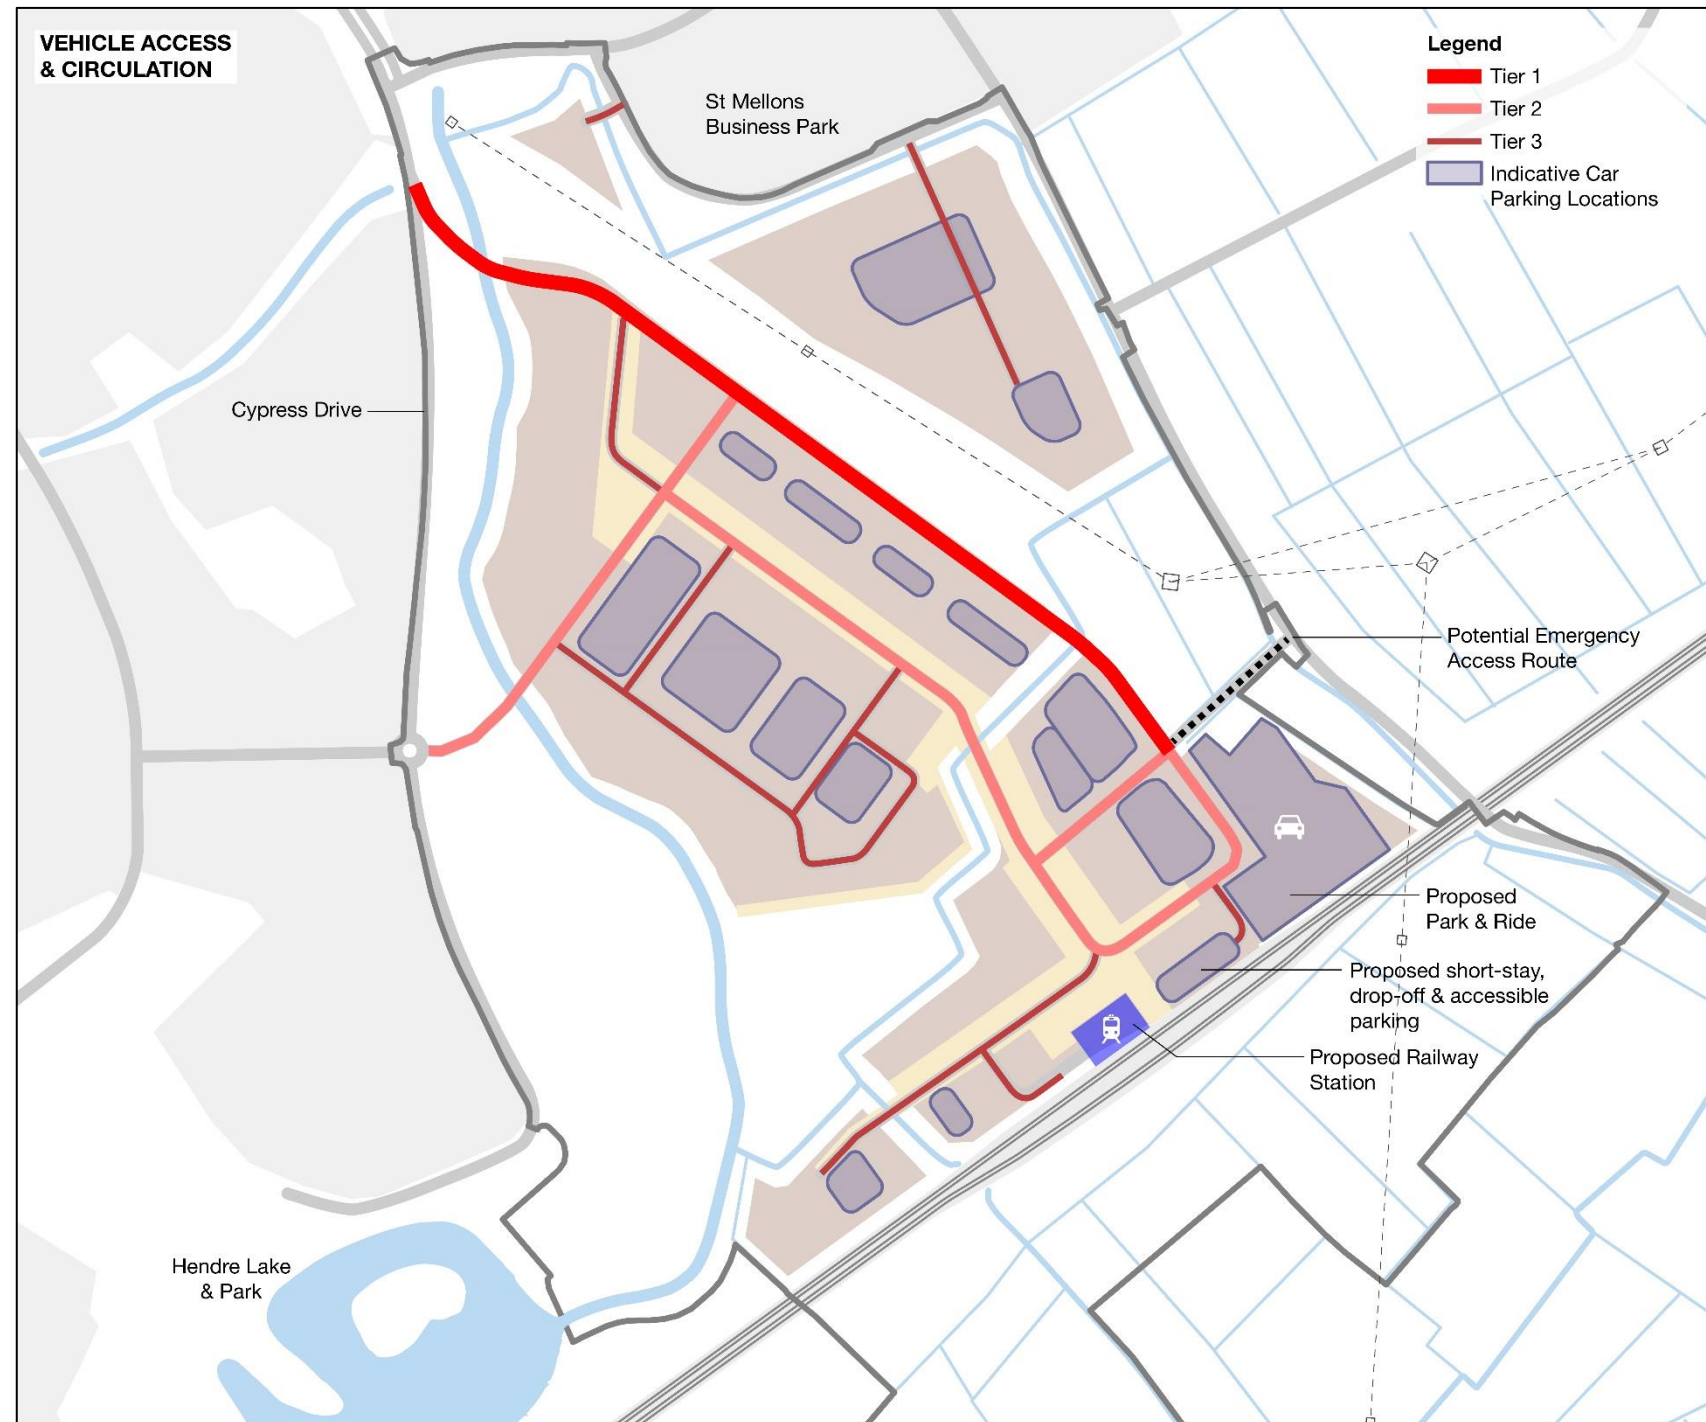 VEHICLE ACCESS
& CIRCULATION
St Mellons
Business Park
Legend
Tier 1
Tier 2
Tier 3
Indicative Car
Parking Locations
Cypress Drive
Potential Emergency
Access Route
Proposed
Park & Ride
Proposed short-stay,
drop-off & accessible
parking
Proposed Railway
Station
Hendre Lake
& Park